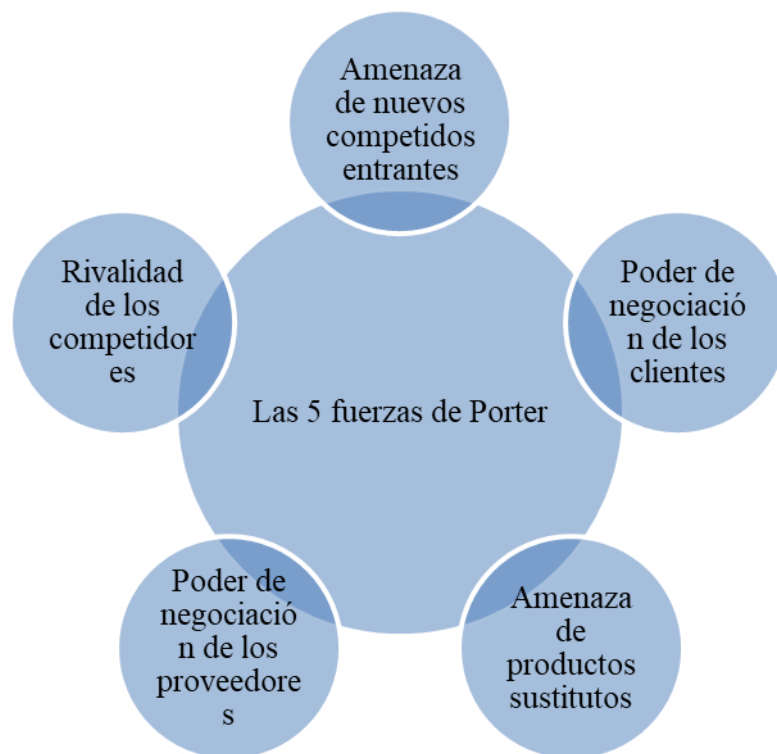 Amenaza
de nuevos
competidos
entrantes
Rivalidad
de los
competidor
es
Poder de
negociació
n de los
clientes
Las 5 fuerzas de Porter
Poder de
negociació
n de los
proveedore
s
Amenaza
de
productos
sustitutos